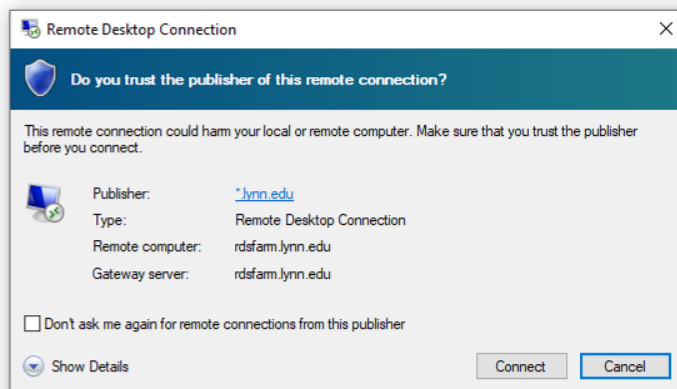 Remote Desktop Connection
Do you trust the publisher of this remote connection?
This remote connection could harm your local or remote computer. Make sure that you trust the publisher
before you connect.
Publisher: *.lynn.edu
Type: Remote Desktop Connection
Remote computer: rdsfarm.lynn.edu
Gateway server: rdsfarm.lynn.edu
Don't ask me again for remote connections from this publisher
Show Details Connect Cancel